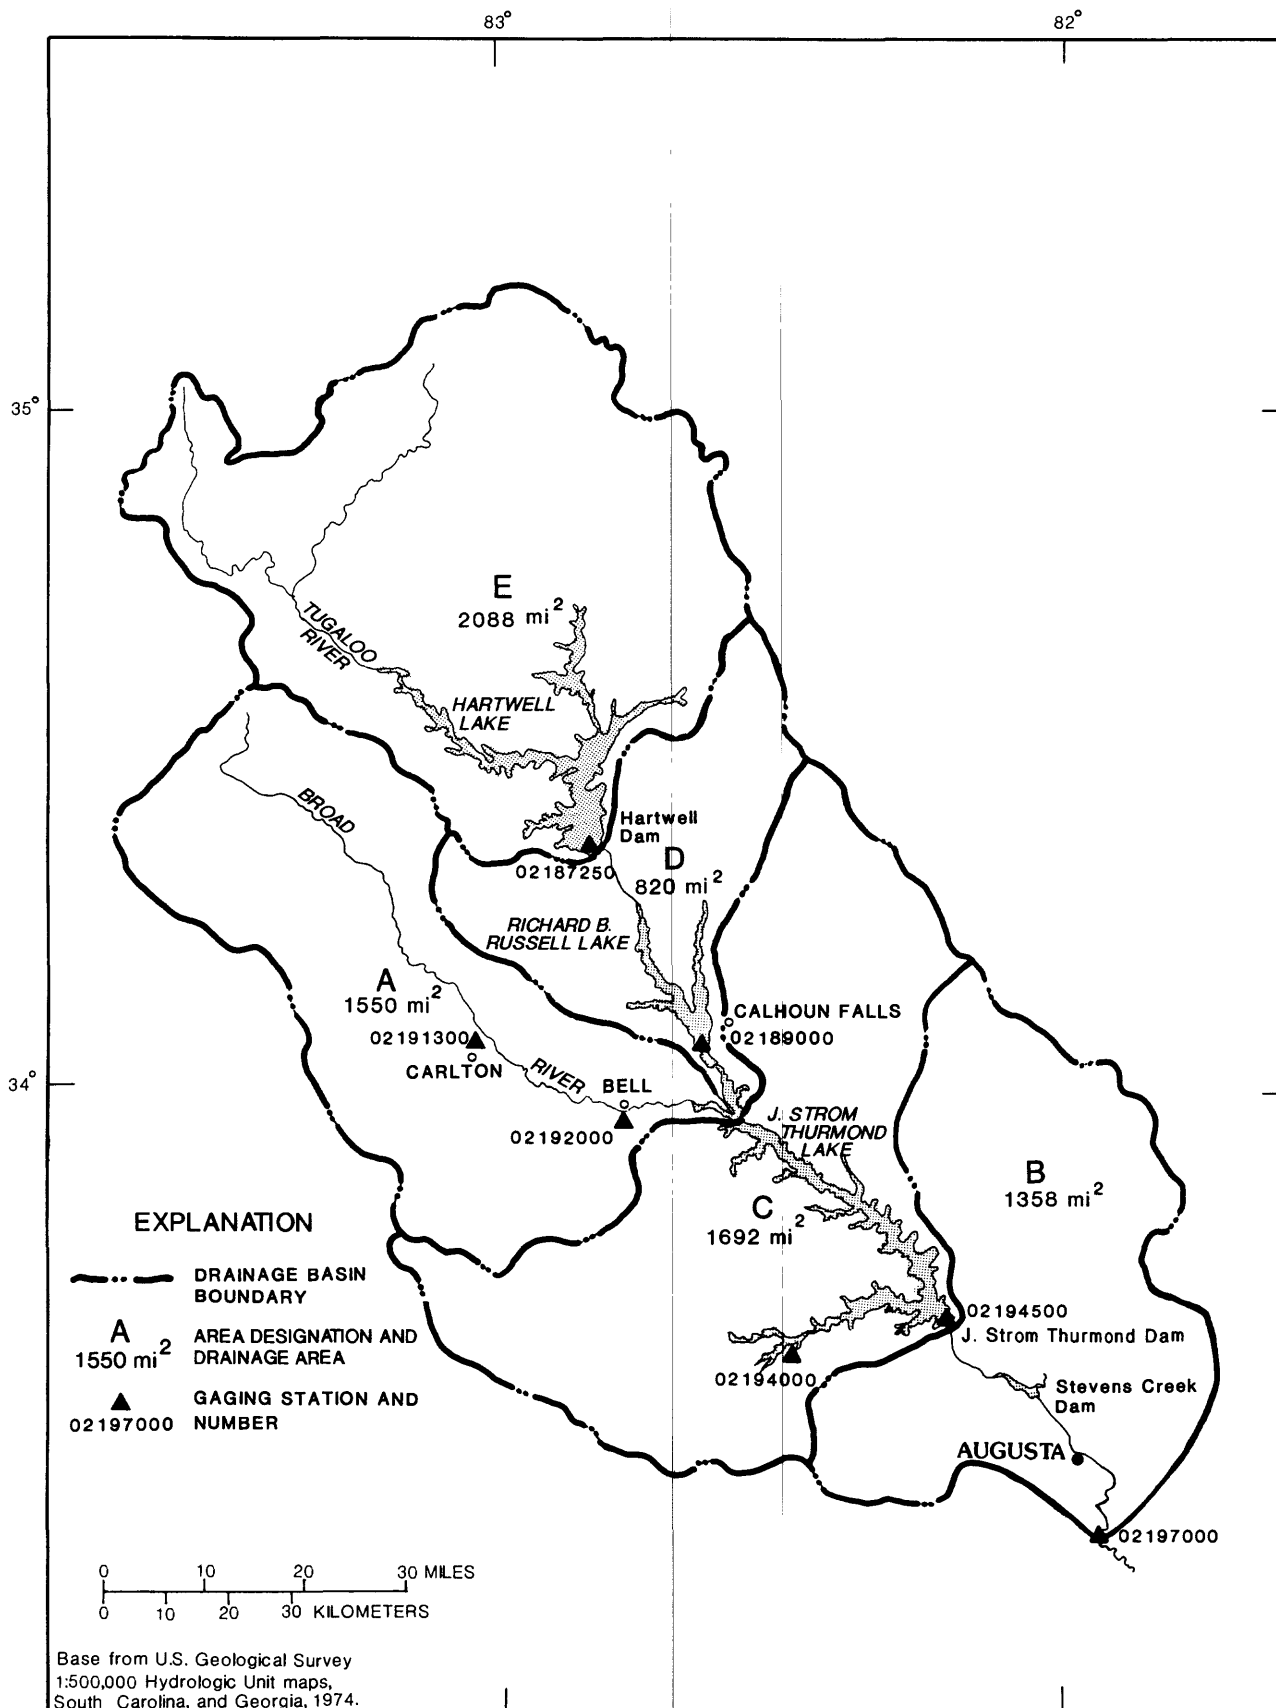 83°
82°
35°
E
2088 mi²
TUGALOO
RIVER
HARTWELL
LAKE
BROAD
Hartwell
Dam
02187250
D
820 mi²
RICHARD B.
RUSSELL LAKE
A
1550 mi²
02191300
CARLTON
CALHOUN FALLS
02189000
34°
RIVER
BELL
02192000
J. STROM
THURMOND
LAKE
B
1358 mi²
C
1692 mi²
EXPLANATION
DRAINAGE BASIN
BOUNDARY
A
1550 mi²
AREA DESIGNATION AND
DRAINAGE AREA
02197000
GAGING STATION AND
NUMBER
02194500
J. Strom Thurmond Dam
02194000
Stevens Creek
Dam
AUGUSTA
02197000
0 10 20 30 MILES
0 10 20 30 KILOMETERS
Base from U.S. Geological Survey
1:500,000 Hydrologic Unit maps,
South Carolina, and Georgia, 1974.